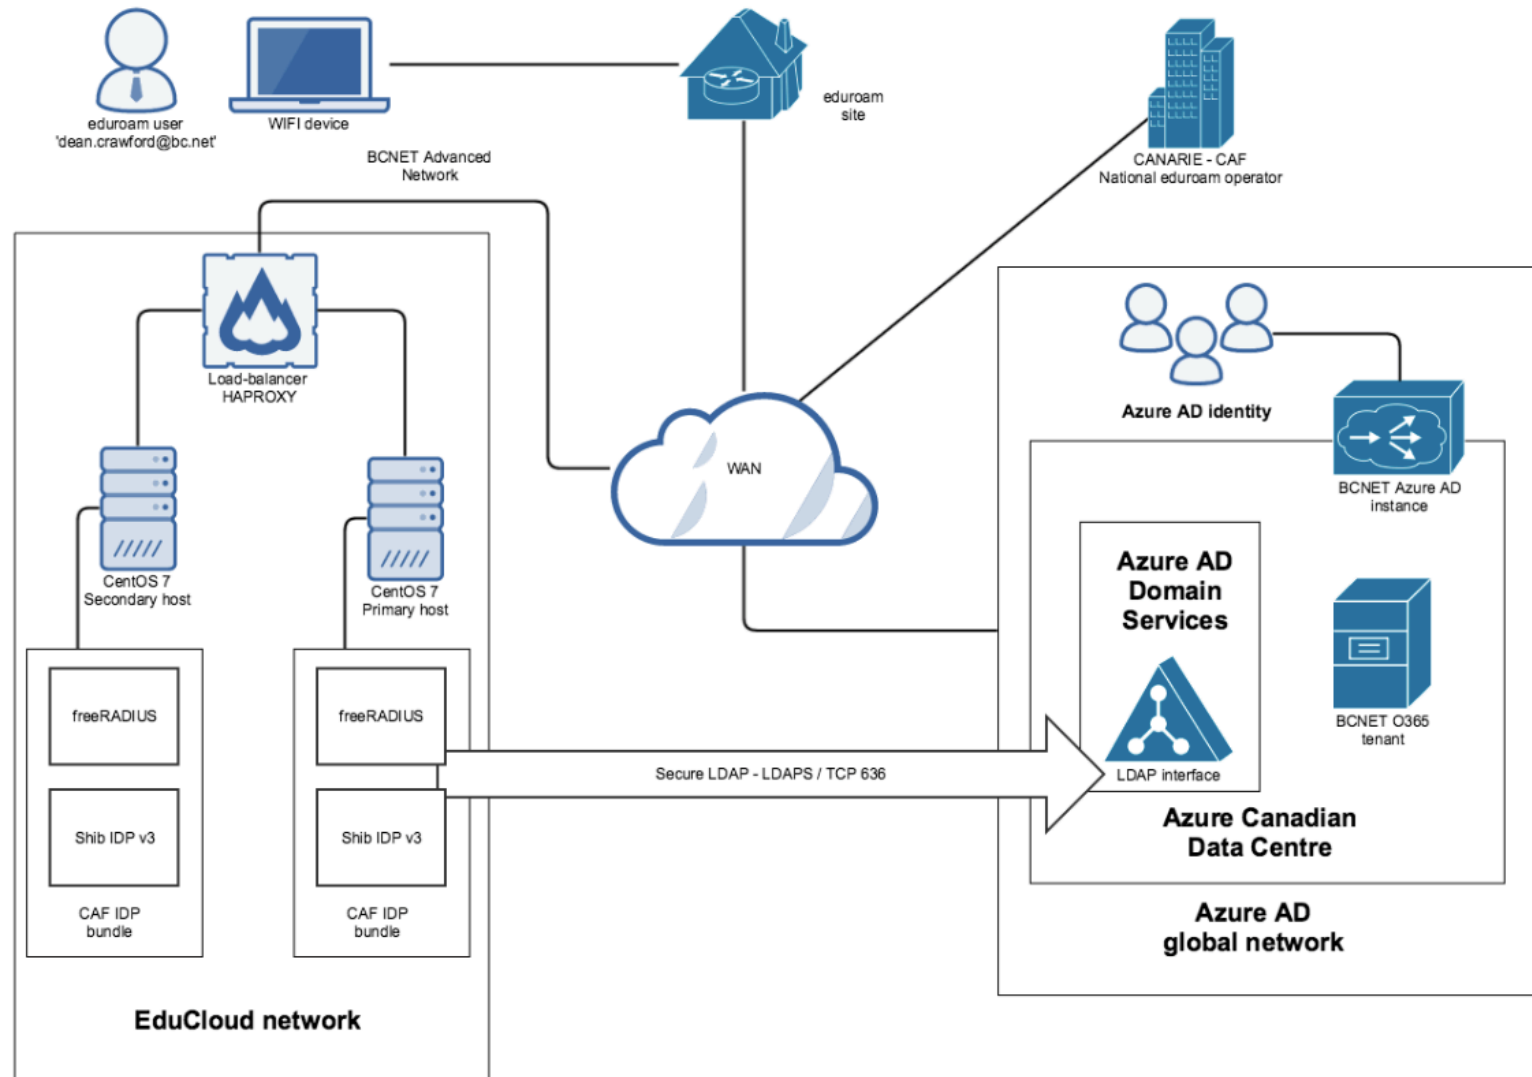 eduroam user
'dean.crawford@bc.net'
WIFI device
eduroam
site
BCNET Advanced
Network
CANARIE - CAF
National eduroam operator
Load-balancer
HAPROXY
Azure AD identity
WAN
BCNET Azure AD
instance
CentOS 7
Secondary host
CentOS 7
Primary host
Azure AD
Domain
Services
LDAP interface
BCNET O365
tenant
freeRADIUS
freeRADIUS
Secure LDAP - LDAPS / TCP 636
Shib IDP v3
Shib IDP v3
Azure Canadian
Data Centre
CAF IDP
bundle
CAF IDP
bundle
Azure AD
global network
EduCloud network